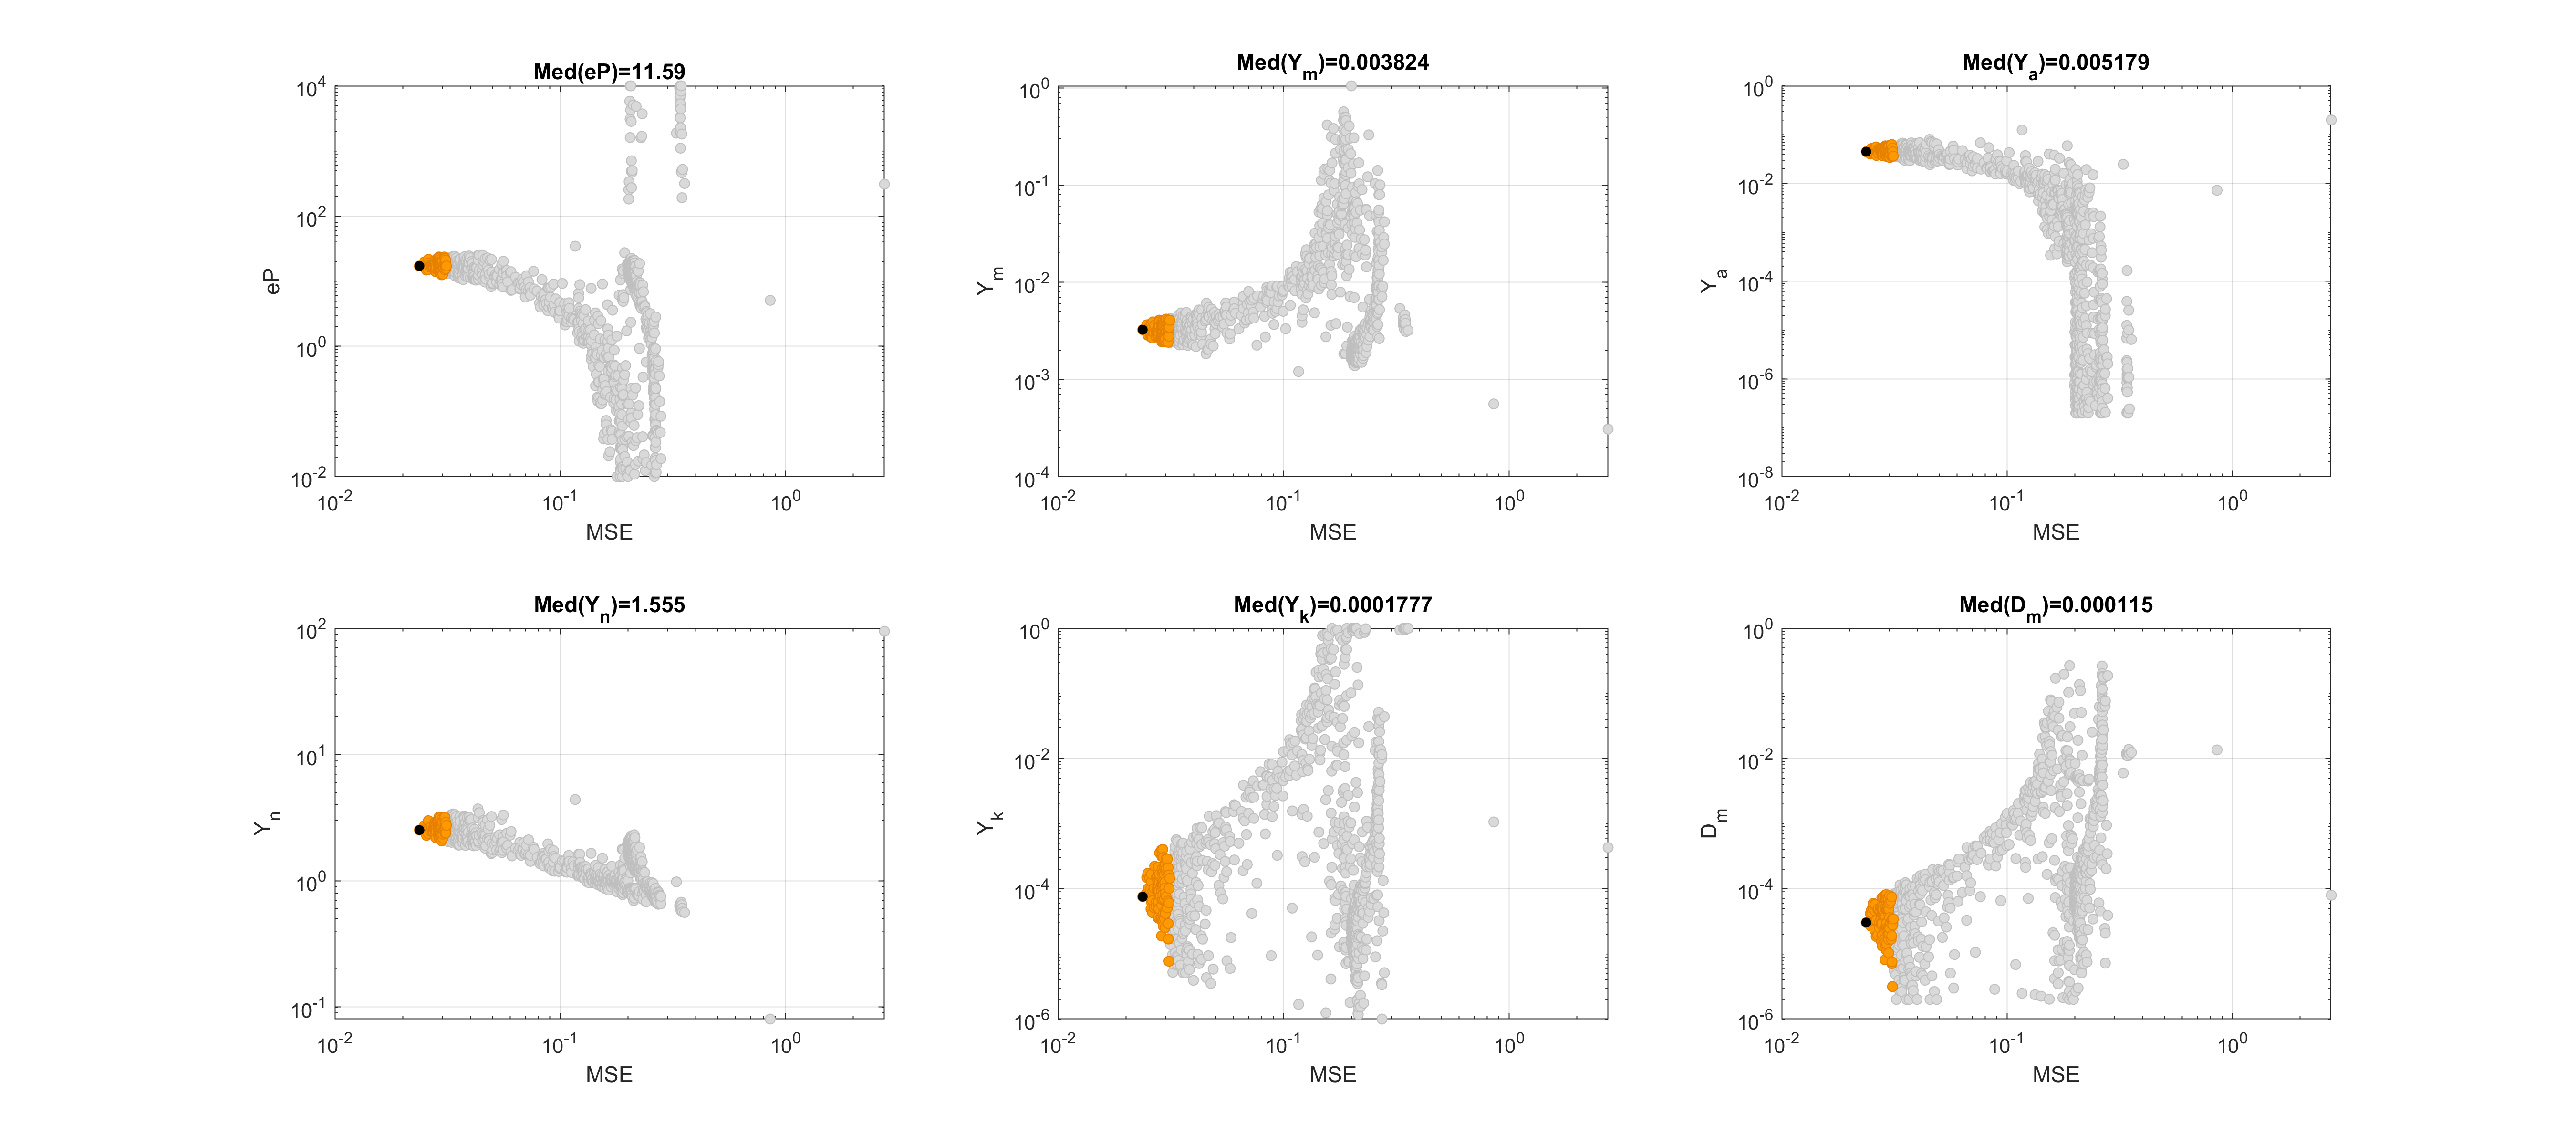 Med(eP)=11.59
10^4
10^2
10^0
10^-2
eP
10^-2 10^-1 10^0
MSE
Med(Y_m)=0.003824
10^0
10^-1
10^-2
10^-3
10^-4
Y_m
10^-2 10^-1 10^0
MSE
Med(Y_a)=0.005179
10^0
10^-2
10^-4
10^-6
10^-8
Y_a
10^-2 10^-1 10^0
MSE
Med(Y_n)=1.555
10^2
10^1
10^0
10^-1
Y_n
10^-2 10^-1 10^0
MSE
Med(Y_k)=0.0001777
10^0
10^-2
10^-4
10^-6
Y_k
10^-2 10^-1 10^0
MSE
Med(D_m)=0.000115
10^0
10^-2
10^-4
10^-6
D_m
10^-2 10^-1 10^0
MSE